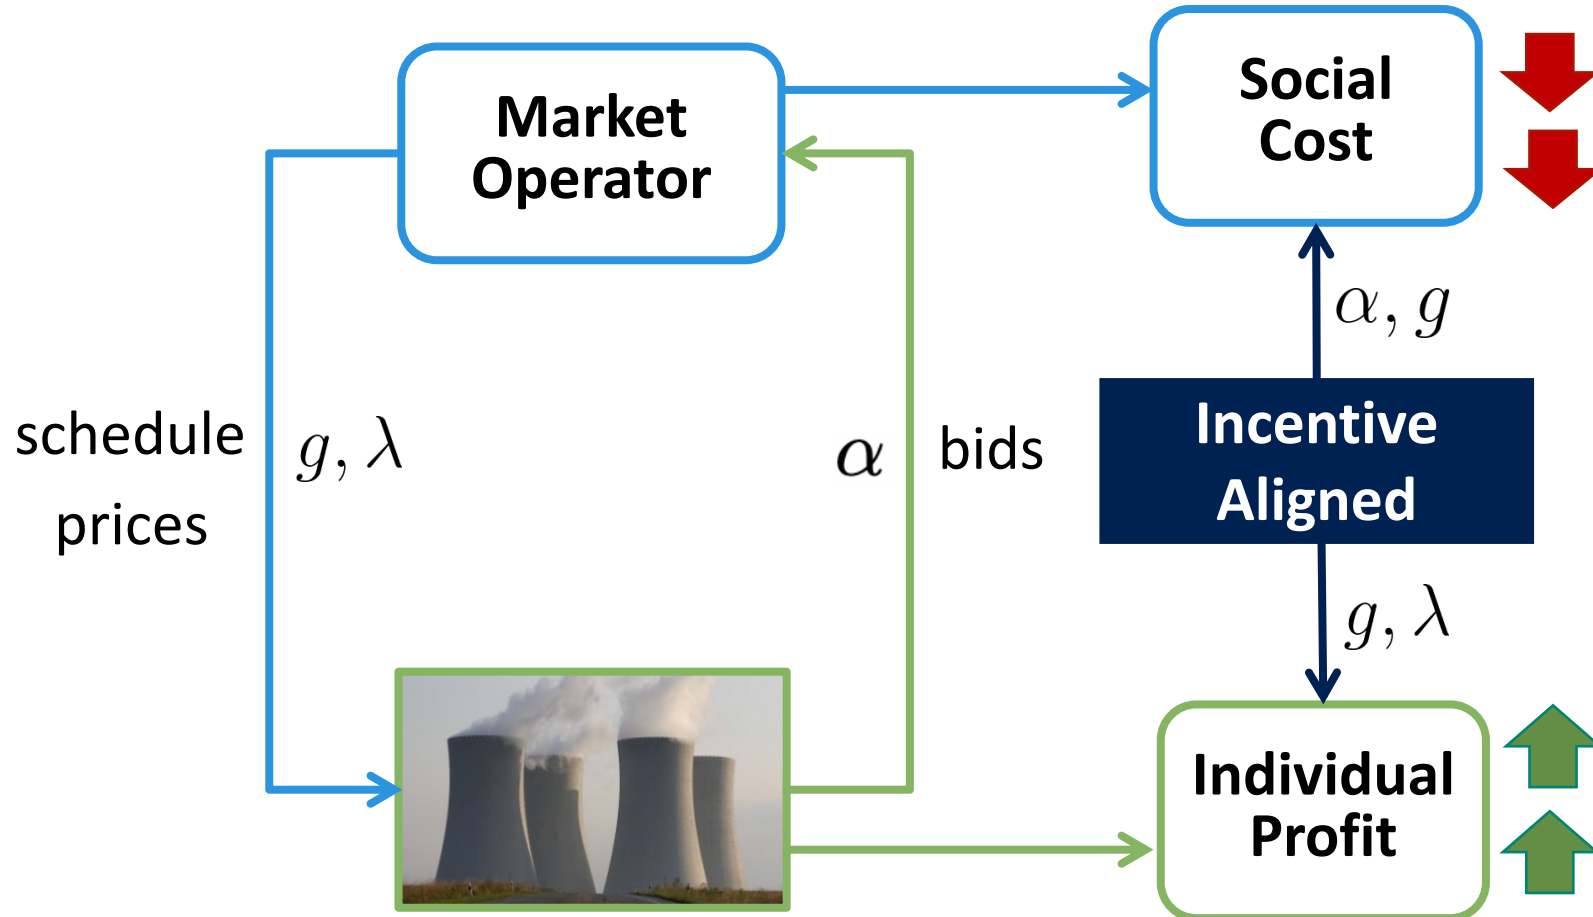 Market
Operator
Social
Cost
α, g
schedule
prices
g, λ
α
bids
Incentive
Aligned
g, λ
Individual
Profit